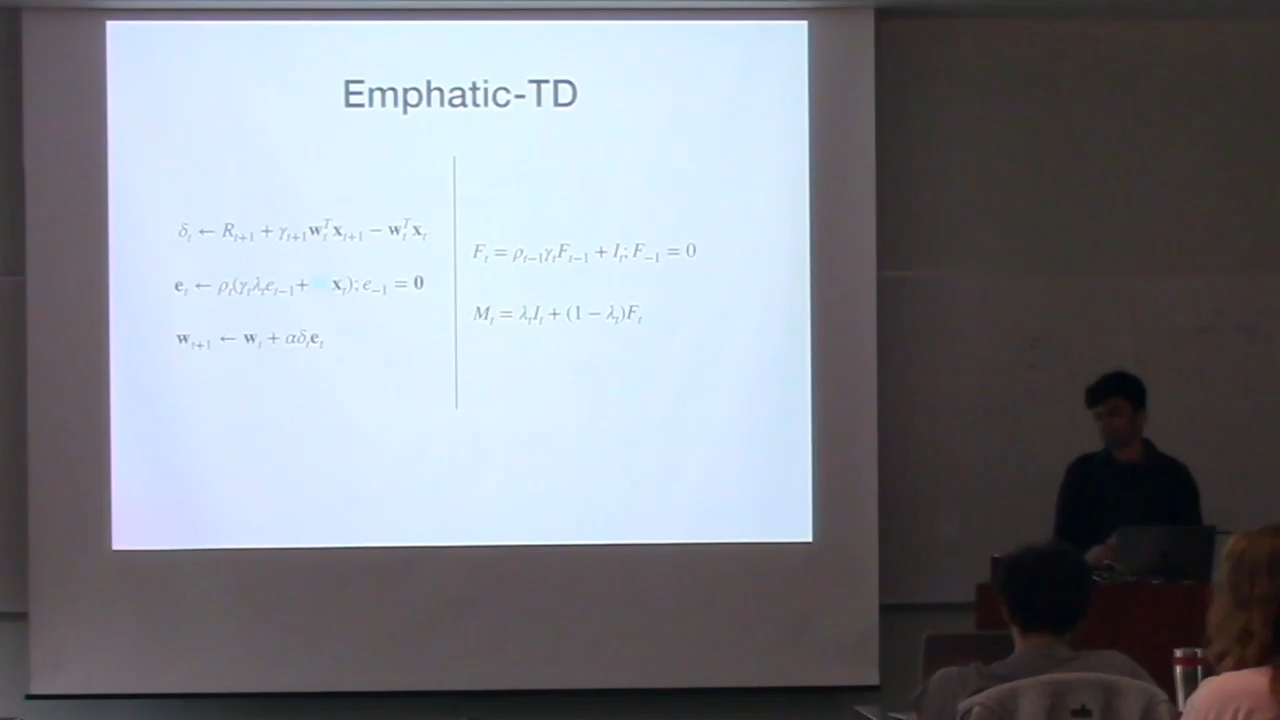 Emphatic-TD
δ_t ← R_{t+1} + γ_{t+1} w_t^T x_{t+1} − w_t^T x_t
e_t ← ρ_t(γ_t λ_t e_{t−1} + x_t); e_{−1} = 0
w_{t+1} ← w_t + αδ_t e_t
F_t = ρ_{t−1} γ_t F_{t−1} + I_t; F_{−1} = 0
M_t = λ_t I_t + (1 − λ_t)F_t